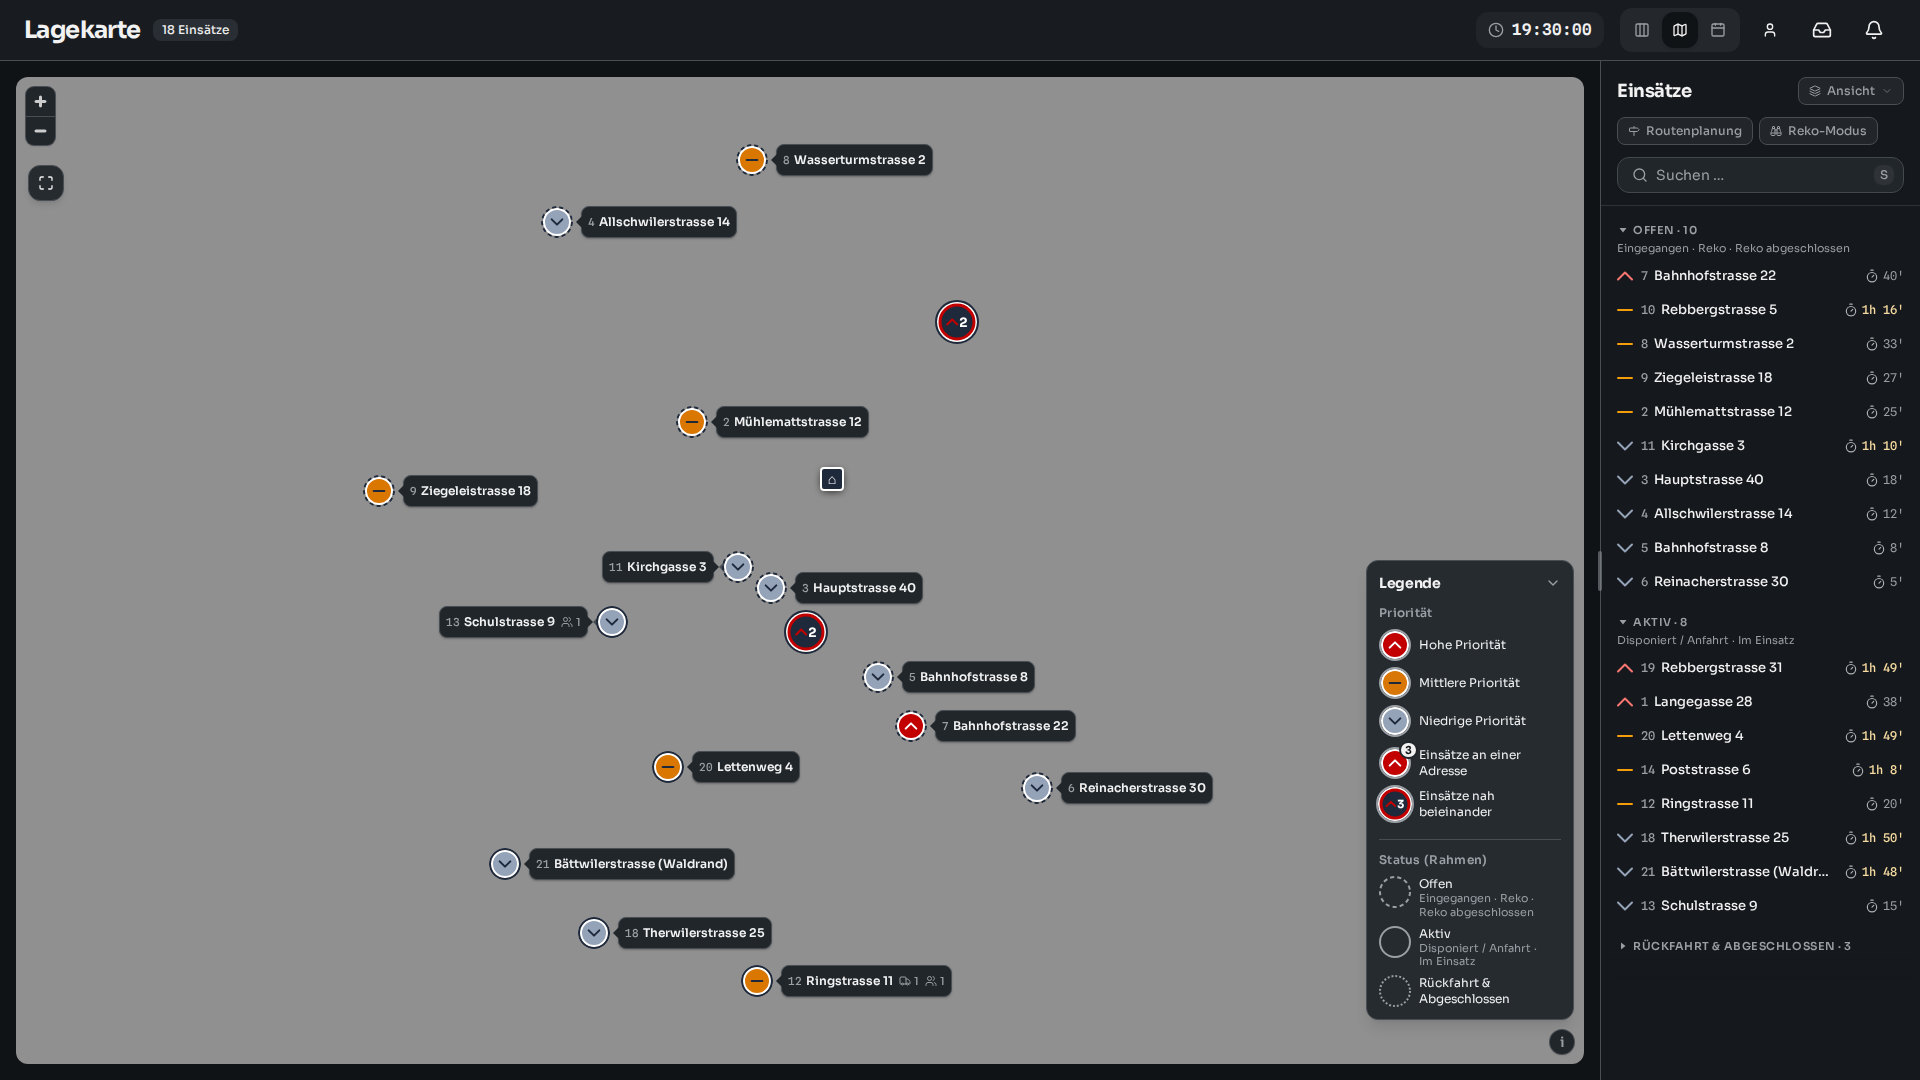 Lagekarte
18 Einsätze
19:30:00
+
−
8 Wasserturmstrasse 2
4 Allschwilerstrasse 14
2
2 Mühlemattstrasse 12
9 Ziegeleistrasse 18
11 Kirchgasse 3
3 Hauptstrasse 40
13 Schulstrasse 9 1
2
5 Bahnhofstrasse 8
7 Bahnhofstrasse 22
20 Lettenweg 4
6 Reinacherstrasse 30
21 Bättwilerstrasse (Waldrand)
18 Therwilerstrasse 25
12 Ringstrasse 11 1 1
Legende
Priorität
Hohe Priorität
Mittlere Priorität
Niedrige Priorität
3
Einsätze an einer
Adresse
3
Einsätze nah
beieinander
Status (Rahmen)
Offen
Eingegangen · Reko ·
Reko abgeschlossen
Aktiv
Disponiert / Anfahrt ·
Im Einsatz
Rückfahrt &
Abgeschlossen
i
Einsätze
Ansicht
Routenplanung
Reko-Modus
Suchen ...
S
OFFEN · 10
Eingegangen · Reko · Reko abgeschlossen
7 Bahnhofstrasse 22 40'
10 Rebbergstrasse 5 1h 16'
8 Wasserturmstrasse 2 33'
9 Ziegeleistrasse 18 27'
2 Mühlemattstrasse 12 25'
11 Kirchgasse 3 1h 10'
3 Hauptstrasse 40 18'
4 Allschwilerstrasse 14 12'
5 Bahnhofstrasse 8 8'
6 Reinacherstrasse 30 5'
AKTIV · 8
Disponiert / Anfahrt · Im Einsatz
19 Rebbergstrasse 31 1h 49'
1 Langegasse 28 38'
20 Lettenweg 4 1h 49'
14 Poststrasse 6 1h 8'
12 Ringstrasse 11 20'
18 Therwilerstrasse 25 1h 50'
21 Bättwilerstrasse (Waldr... 1h 48'
13 Schulstrasse 9 15'
RÜCKFAHRT & ABGESCHLOSSEN · 3